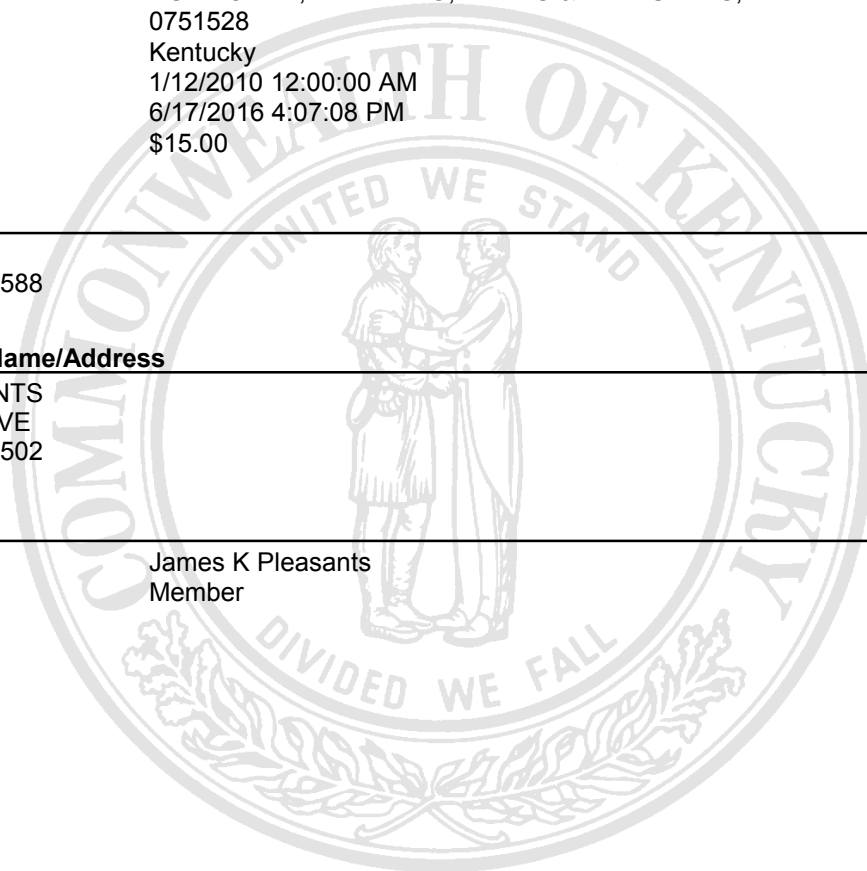 0751528
Kentucky
1/12/2010 12:00:00 AM
6/17/2016 4:07:08 PM
$15.00
588
Name/Address
NTS
VE
502
James K Pleasants
Member
COMMONWEALTH OF KENTUCKY
UNITED WE STAND
DIVIDED WE FALL